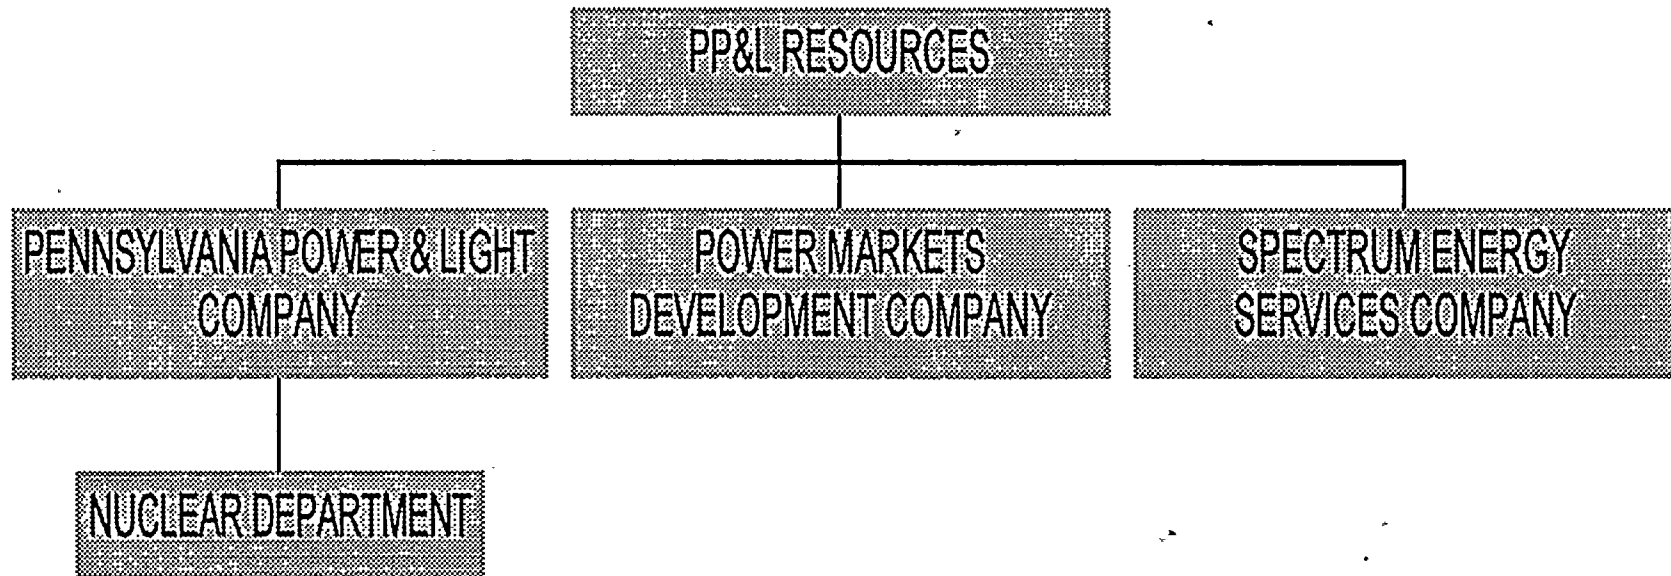 PP&L RESOURCES
PENNSYLVANIA POWER & LIGHT
COMPANY
POWER MARKETS
DEVELOPMENT COMPANY
SPECTRUM ENERGY
SERVICES COMPANY
NUCLEAR DEPARTMENT